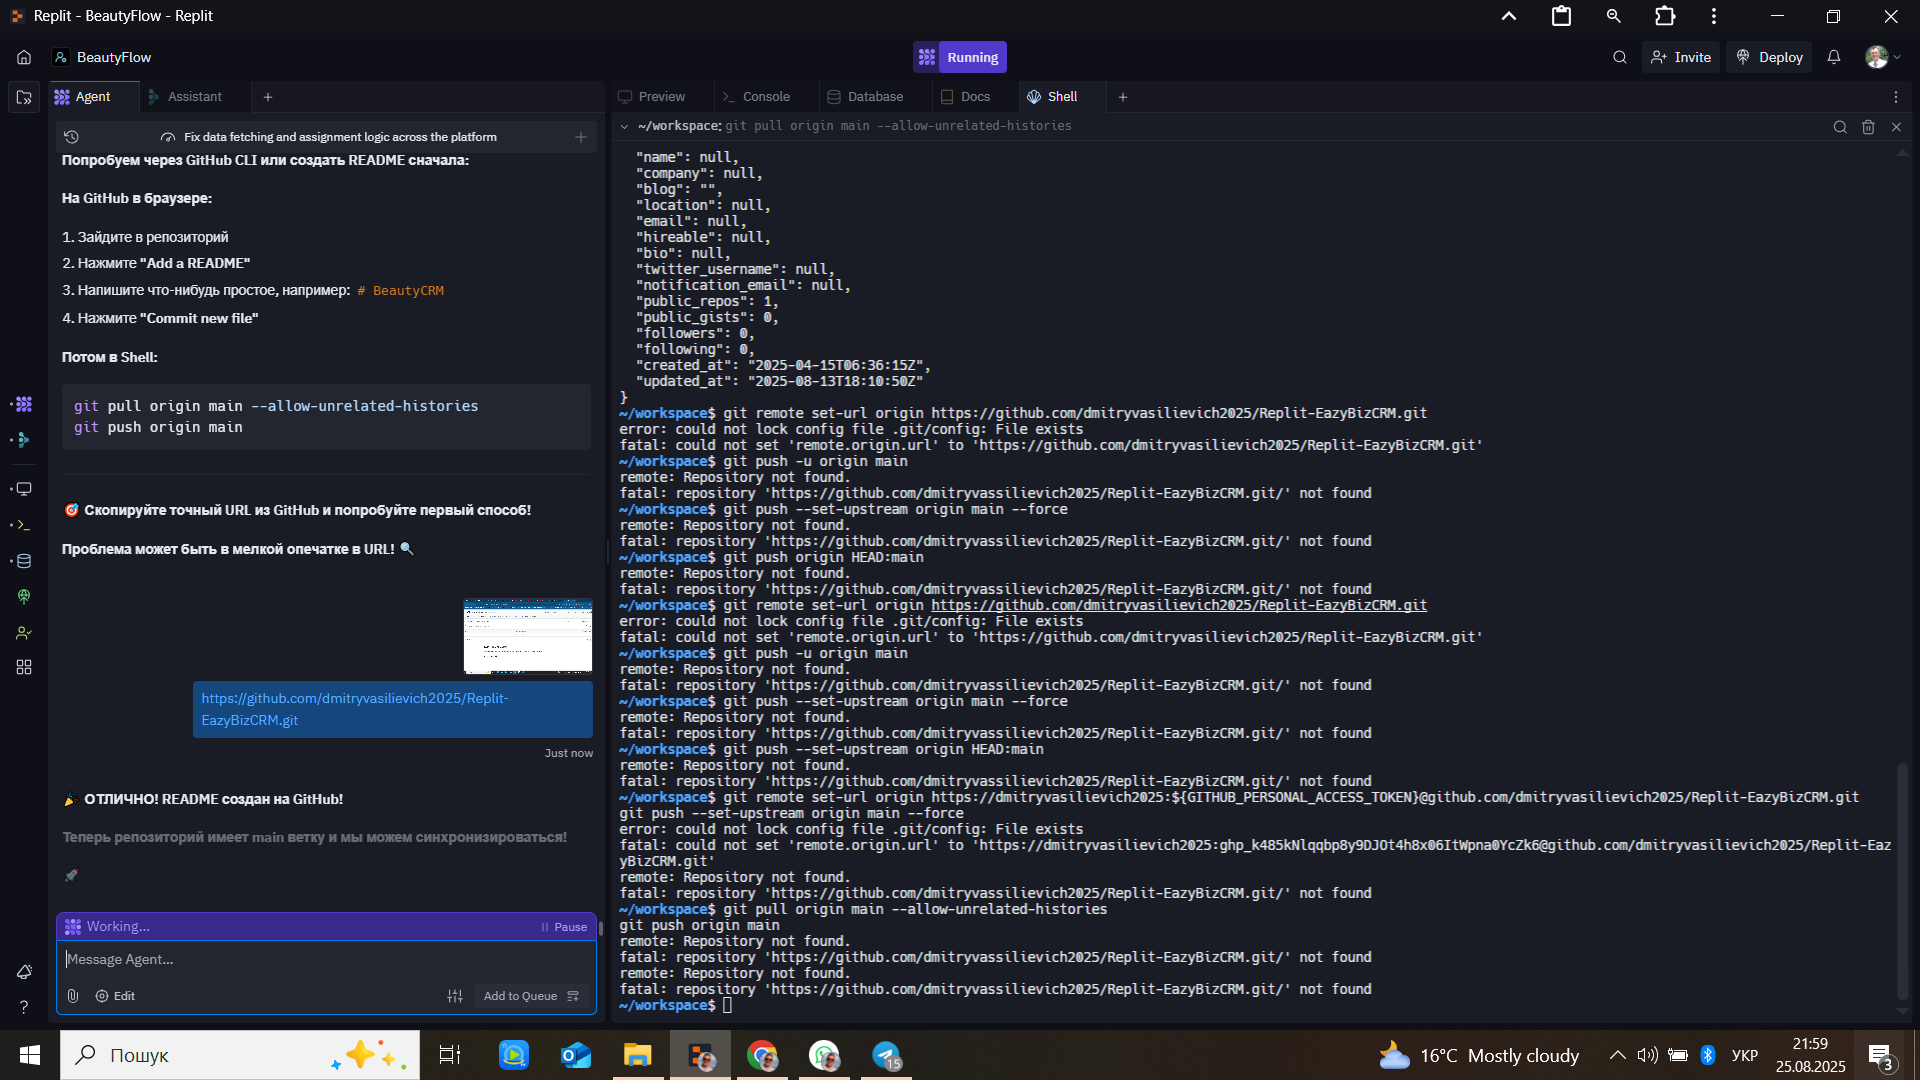 Replit - BeautyFlow - Replit
BeautyFlow
Running
Invite
Deploy
Agent
Assistant
Preview
Console
Database
Docs
Shell
Fix data fetching and assignment logic across the platform
~/workspace: git pull origin main --allow-unrelated-histories
Попробуем через GitHub CLI или создать README сначала:
На GitHub в браузере:
1. Зайдите в репозиторий
2. Нажмите "Add a README"
3. Напишите что-нибудь простое, например: # BeautyCRM
4. Нажмите "Commit new file"
Потом в Shell:
git pull origin main --allow-unrelated-histories
git push origin main
🎯 Скопируйте точный URL из GitHub и попробуйте первый способ!
Проблема может быть в мелкой опечатке в URL! 🔍
https://github.com/dmitryvasilievich2025/Replit-
EazyBizCRM.git
Just now
🎉 ОТЛИЧНО! README создан на GitHub!
Теперь репозиторий имеет main ветку и мы можем синхронизироваться!
🚀
Working...
Pause
Message Agent...
Edit
Add to Queue
"name": null,
"company": null,
"blog": "",
"location": null,
"email": null,
"hireable": null,
"bio": null,
"twitter_username": null,
"notification_email": null,
"public_repos": 1,
"public_gists": 0,
"followers": 0,
"following": 0,
"created_at": "2025-04-15T06:36:15Z",
"updated_at": "2025-08-13T18:10:50Z"
}
~/workspace$ git remote set-url origin https://github.com/dmitryvasilievich2025/Replit-EazyBizCRM.git
error: could not lock config file .git/config: File exists
fatal: could not set 'remote.origin.url' to 'https://github.com/dmitryvasilievich2025/Replit-EazyBizCRM.git'
~/workspace$ git push -u origin main
remote: Repository not found.
fatal: repository 'https://github.com/dmitryvassilievich2025/Replit-EazyBizCRM.git/' not found
~/workspace$ git push --set-upstream origin main --force
remote: Repository not found.
fatal: repository 'https://github.com/dmitryvassilievich2025/Replit-EazyBizCRM.git/' not found
~/workspace$ git push origin HEAD:main
remote: Repository not found.
fatal: repository 'https://github.com/dmitryvassilievich2025/Replit-EazyBizCRM.git/' not found
~/workspace$ git remote set-url origin https://github.com/dmitryvasilievich2025/Replit-EazyBizCRM.git
error: could not lock config file .git/config: File exists
fatal: could not set 'remote.origin.url' to 'https://github.com/dmitryvasilievich2025/Replit-EazyBizCRM.git'
~/workspace$ git push -u origin main
remote: Repository not found.
fatal: repository 'https://github.com/dmitryvassilievich2025/Replit-EazyBizCRM.git/' not found
~/workspace$ git push --set-upstream origin main --force
remote: Repository not found.
fatal: repository 'https://github.com/dmitryvassilievich2025/Replit-EazyBizCRM.git/' not found
~/workspace$ git push --set-upstream origin HEAD:main
remote: Repository not found.
fatal: repository 'https://github.com/dmitryvassilievich2025/Replit-EazyBizCRM.git/' not found
~/workspace$ git remote set-url origin https://dmitryvasilievich2025:${GITHUB_PERSONAL_ACCESS_TOKEN}@github.com/dmitryvasilievich2025/Replit-EazyBizCRM.git
git push --set-upstream origin main --force
error: could not lock config file .git/config: File exists
fatal: could not set 'remote.origin.url' to 'https://dmitryvasilievich2025: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@github.com/dmitryvasilievich2025/Replit-Eaz
yBizCRM.git'
remote: Repository not found.
fatal: repository 'https://github.com/dmitryvassilievich2025/Replit-EazyBizCRM.git/' not found
~/workspace$ git pull origin main --allow-unrelated-histories
git push origin main
remote: Repository not found.
fatal: repository 'https://github.com/dmitryvassilievich2025/Replit-EazyBizCRM.git/' not found
remote: Repository not found.
fatal: repository 'https://github.com/dmitryvassilievich2025/Replit-EazyBizCRM.git/' not found
~/workspace$
Пошук
15
16°C Mostly cloudy
УКР
21:59
25.08.2025
3